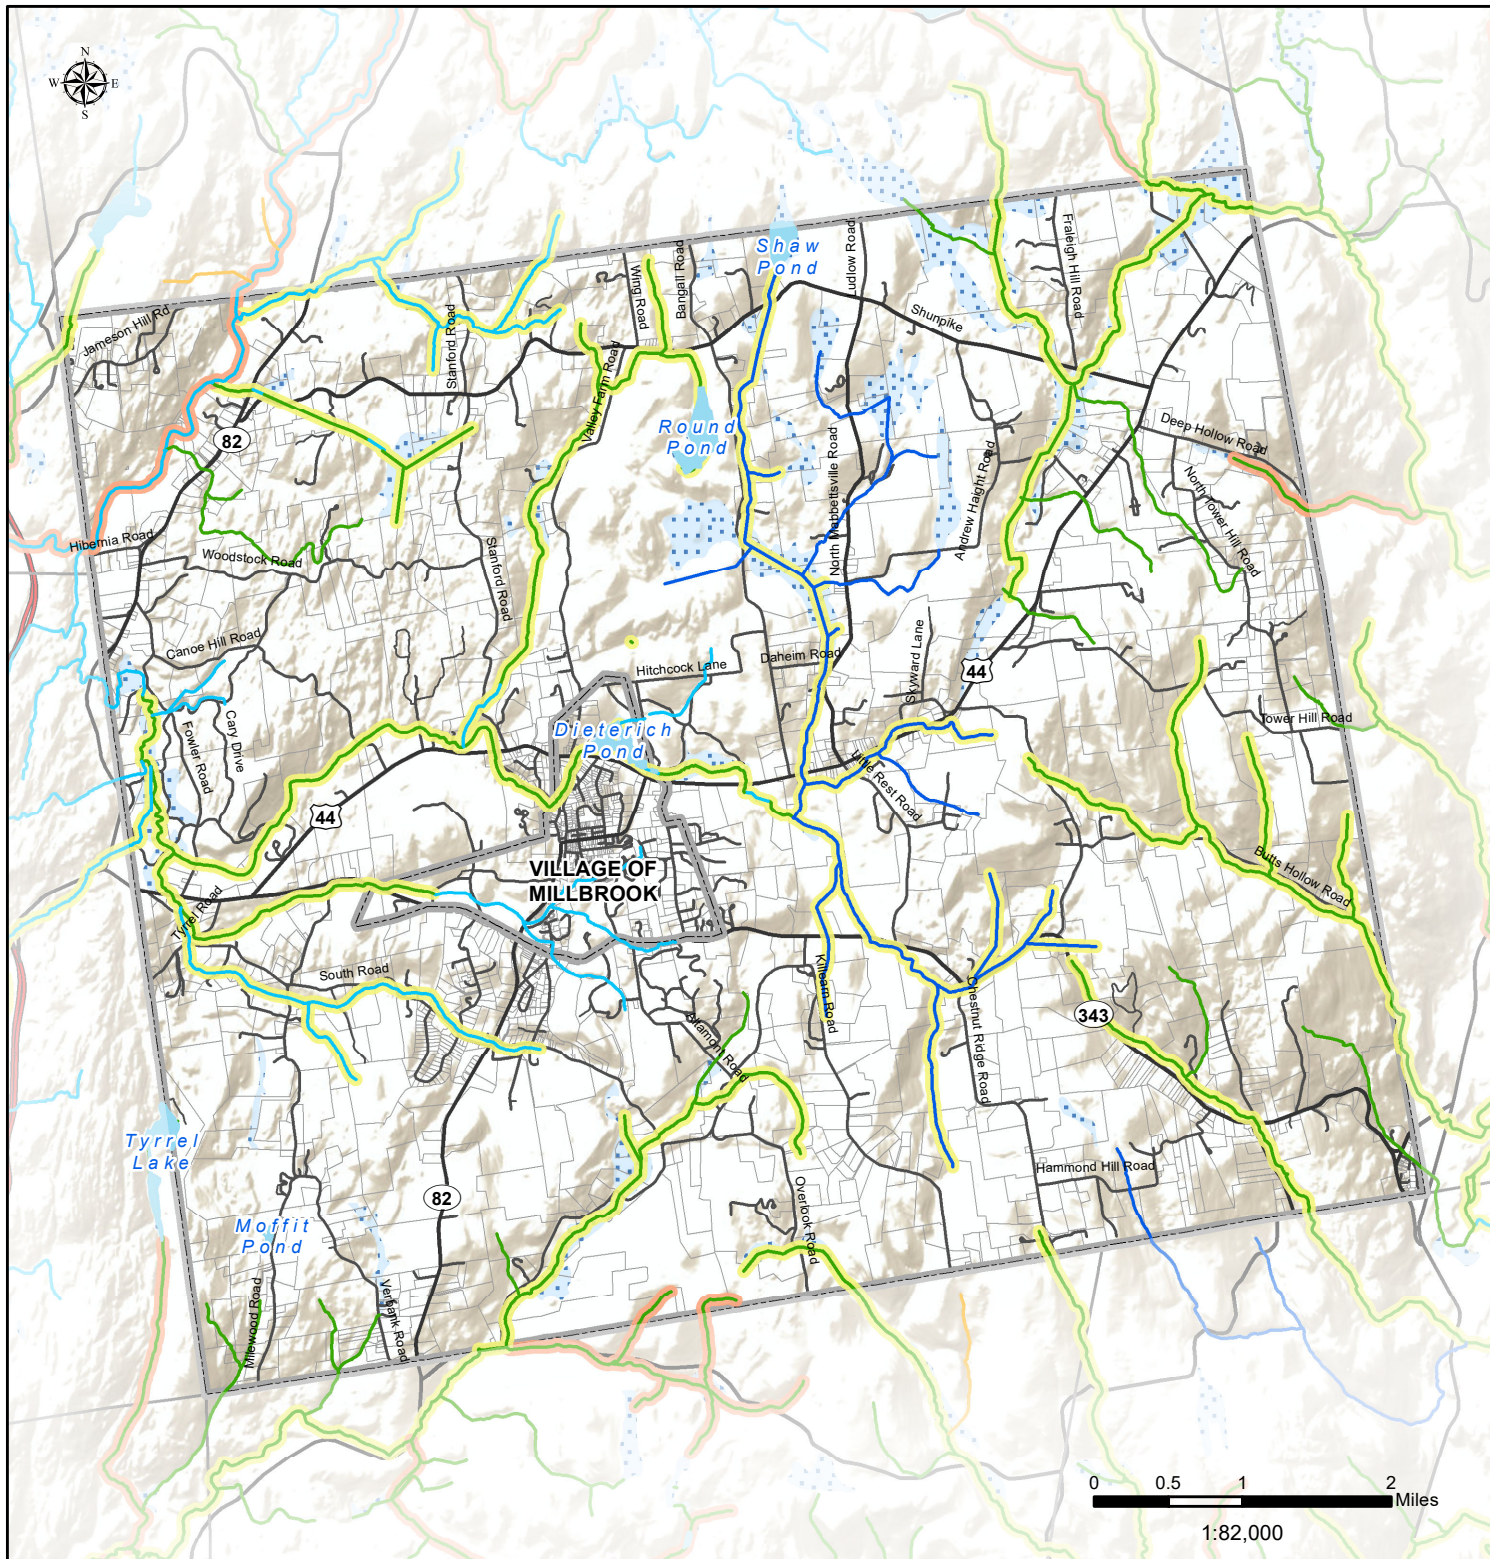 N
W E
S
Shaw
Pond
Ludlow Road
Fraleigh Hill Road
Wing Road
Bangall Road
Jameson Hill Rd
Stanford Road
Shunpike
Valley Farm Road
Round
Pond
82
Deep Hollow Road
North Mabbettsville Road
Andrew Haight Road
North Tower Hill Road
Hibernia Road
Woodstock Road
Stanford Road
Canoe Hill Road
Hitchcock Lane
Daheim Road
Skyward Lane
44
Tower Hill Road
Cary Drive
Fowler Road
Dieterich
Pond
Little Rest Road
44
VILLAGE OF
MILLBROOK
Butts Hollow Road
Tyrrel Road
South Road
Killearn Road
Chestnut Ridge Road
343
Altamont Road
Tyrrel
Lake
Hammond Hill Road
82
Overlook Road
Moffit
Pond
Milewood Road
Verbank Road
0 0.5 1 2
Miles
1:82,000